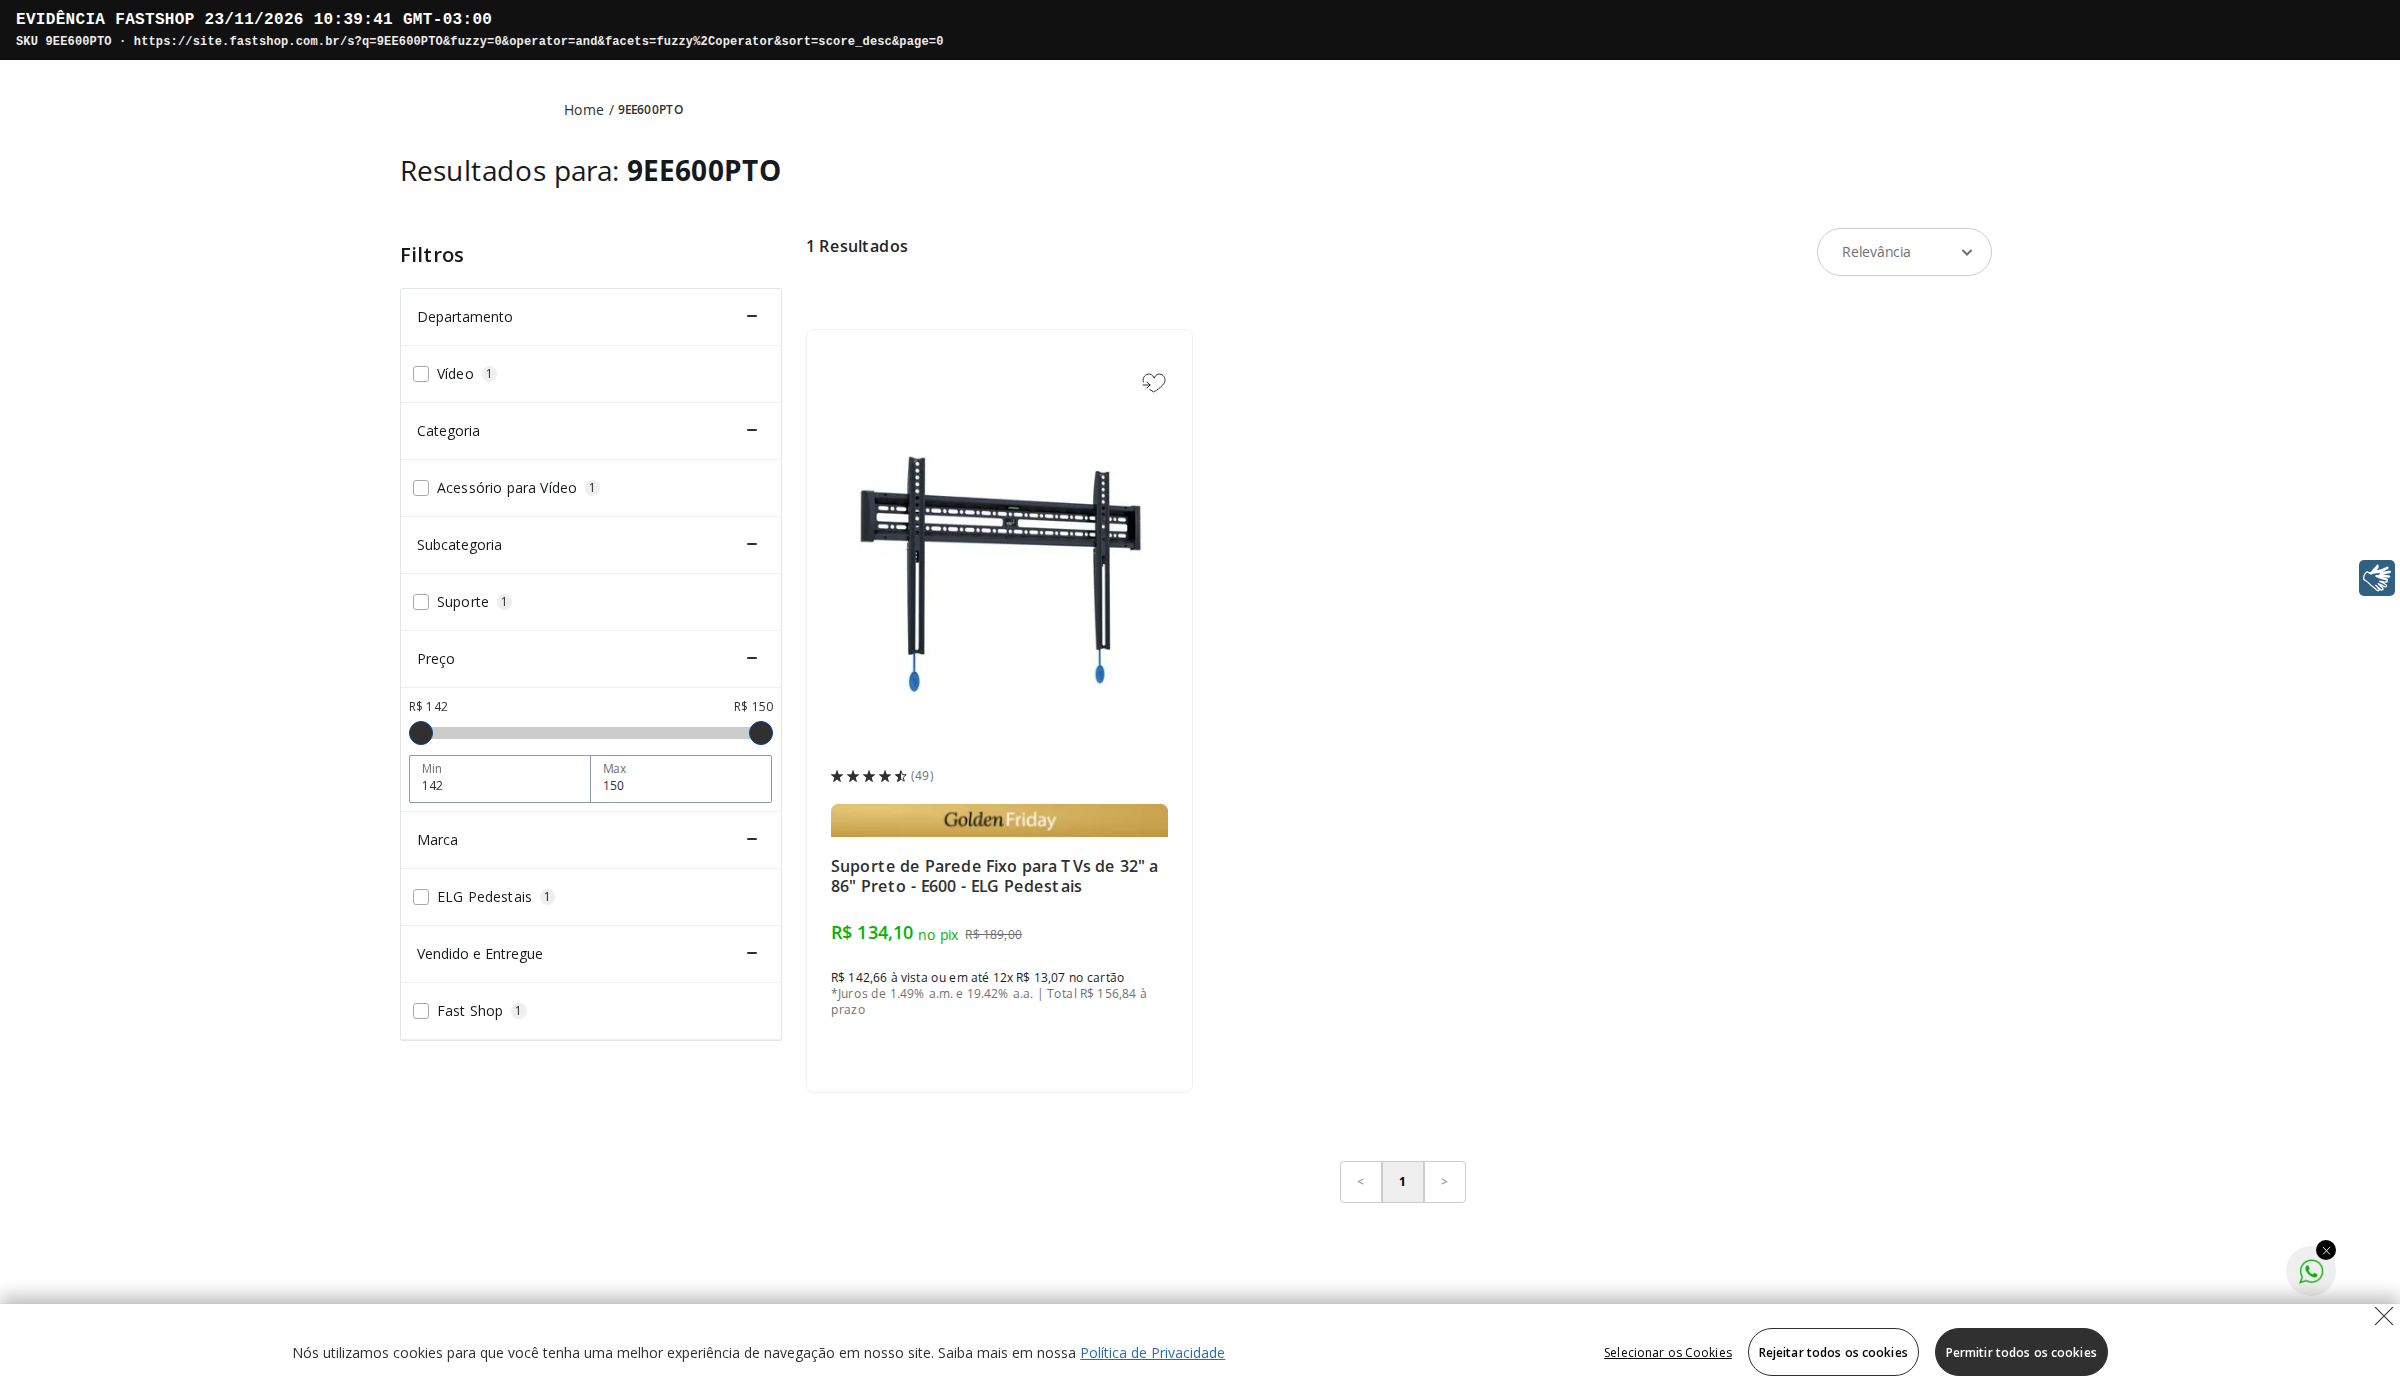 EVIDÊNCIA FASTSHOP 23/11/2026 10:39:41 GMT-03:00
SKU 9EE600PTO · https://site.fastshop.com.br/s?q=9EE600PTO&fuzzy=0&operator=and&facets=fuzzy%2Coperator&sort=score_desc&page=0
Home / 9EE600PTO
Resultados para: 9EE600PTO
Filtros
1 Resultados
Relevância
Departamento
Vídeo 1
Categoria
Acessório para Vídeo 1
Subcategoria
Suporte 1
Preço
R$ 142
R$ 150
Min
142
Max
150
Marca
ELG Pedestais 1
Vendido e Entregue
Fast Shop 1
(49)
Golden Friday
Suporte de Parede Fixo para TVs de 32" a
86" Preto - E600 - ELG Pedestais
R$ 134,10 no pix R$ 189,00
R$ 142,66 à vista ou em até 12x R$ 13,07 no cartão
*Juros de 1.49% a.m. e 19.42% a.a. | Total R$ 156,84 à
prazo
< 1 >
Nós utilizamos cookies para que você tenha uma melhor experiência de navegação em nosso site. Saiba mais em nossa Política de Privacidade
Selecionar os Cookies
Rejeitar todos os cookies
Permitir todos os cookies